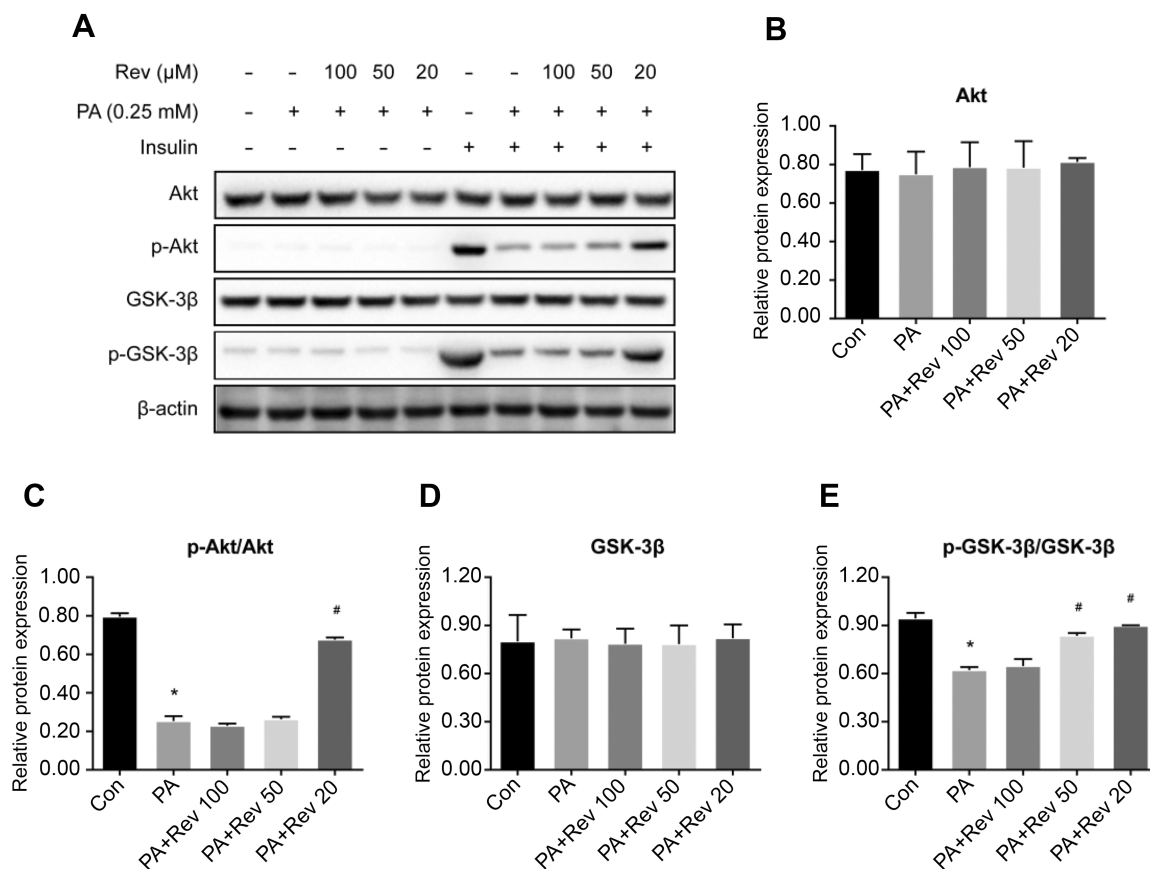 A
Rev (μM) - - 100 50 20 - - 100 50 20
PA (0.25 mM) - + + + + - + + + +
Insulin - - - - - + + + + +
Akt
p-Akt
GSK-3β
p-GSK-3β
β-actin
B
Akt
Relative protein expression
1.00
0.80
0.60
0.40
0.20
0.00
Con
PA
PA+Rev 100
PA+Rev 50
PA+Rev 20
C
p-Akt/Akt
Relative protein expression
1.00
0.80
0.60
0.40
0.20
0.00
*
#
Con
PA
PA+Rev 100
PA+Rev 50
PA+Rev 20
D
GSK-3β
Relative protein expression
1.20
0.90
0.60
0.30
0.00
Con
PA
PA+Rev 100
PA+Rev 50
PA+Rev 20
E
p-GSK-3β/GSK-3β
Relative protein expression
1.20
0.90
0.60
0.30
0.00
*
#
#
Con
PA
PA+Rev 100
PA+Rev 50
PA+Rev 20